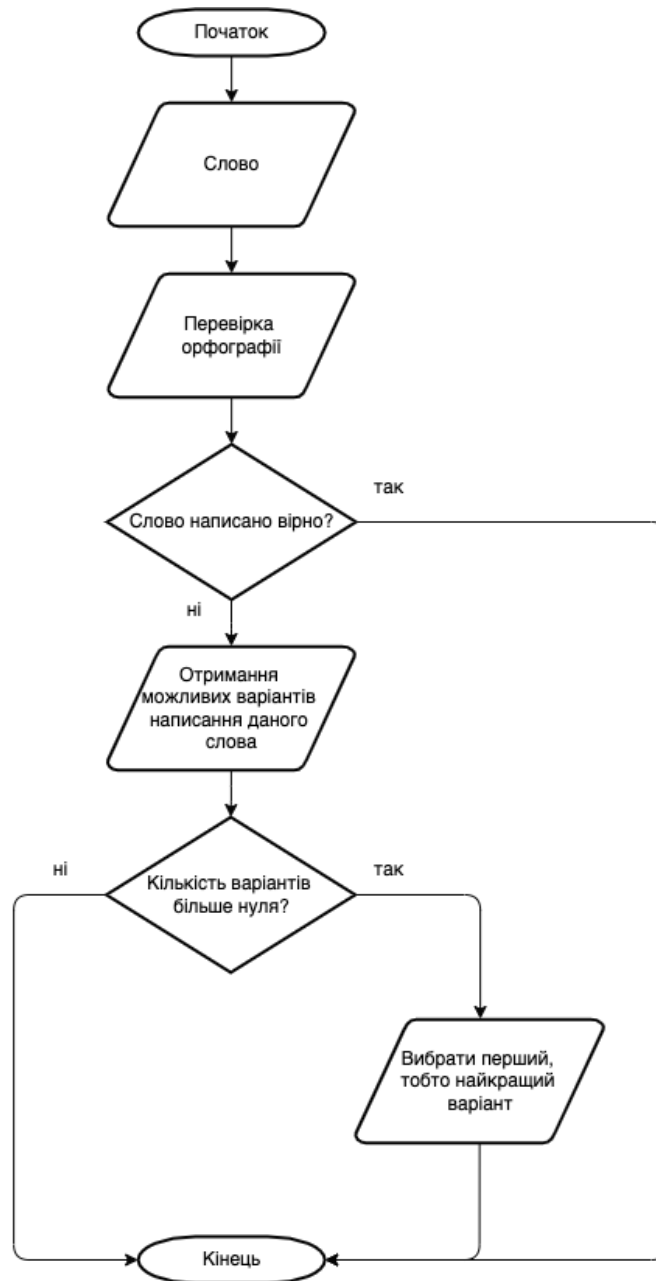 Початок
Слово
Перевірка
орфографії
так
Слово написано вірно?
ні
Отримання
можливих варіантів
написання даного
слова
ні
так
Кількість варіантів
більше нуля?
Вибрати перший,
тобто найкращий
варіант
Кінець